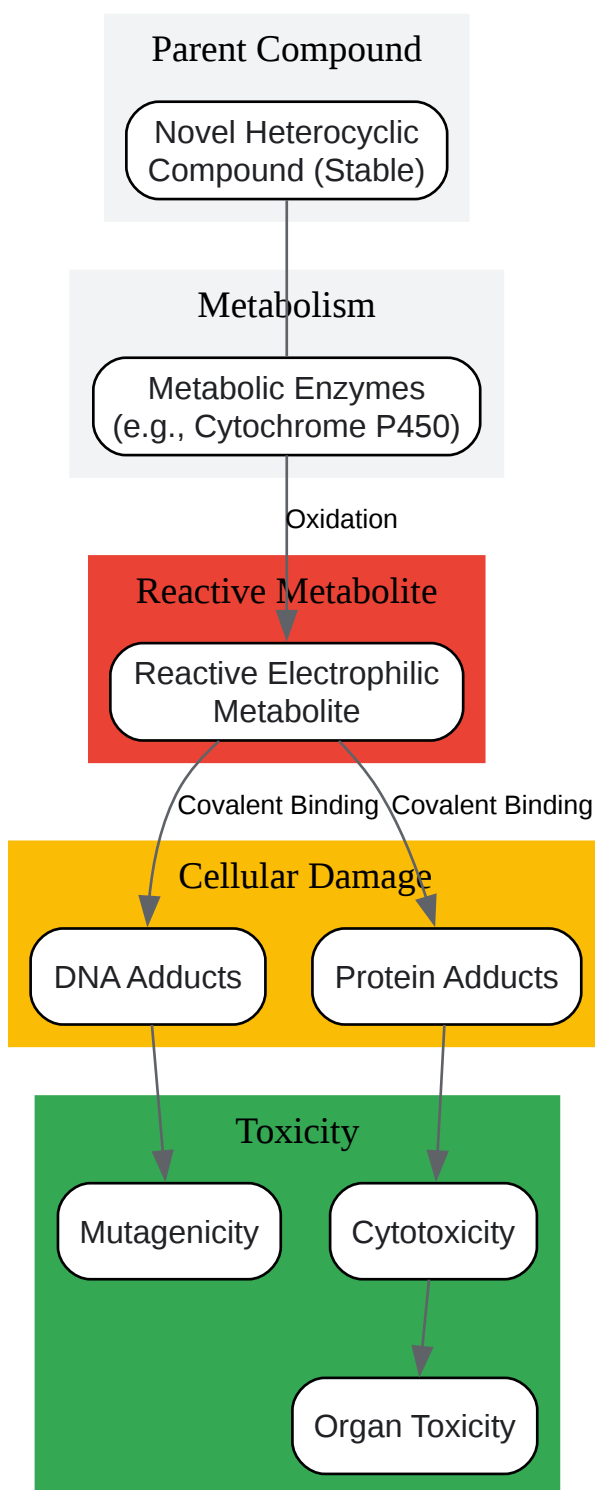 Parent Compound
Novel Heterocyclic
Compound (Stable)
Metabolism
Metabolic Enzymes
(e.g., Cytochrome P450)
Oxidation
Reactive Metabolite
Reactive Electrophilic
Metabolite
Covalent Binding
Covalent Binding
Cellular Damage
DNA Adducts
Protein Adducts
Toxicity
Mutagenicity
Cytotoxicity
Organ Toxicity